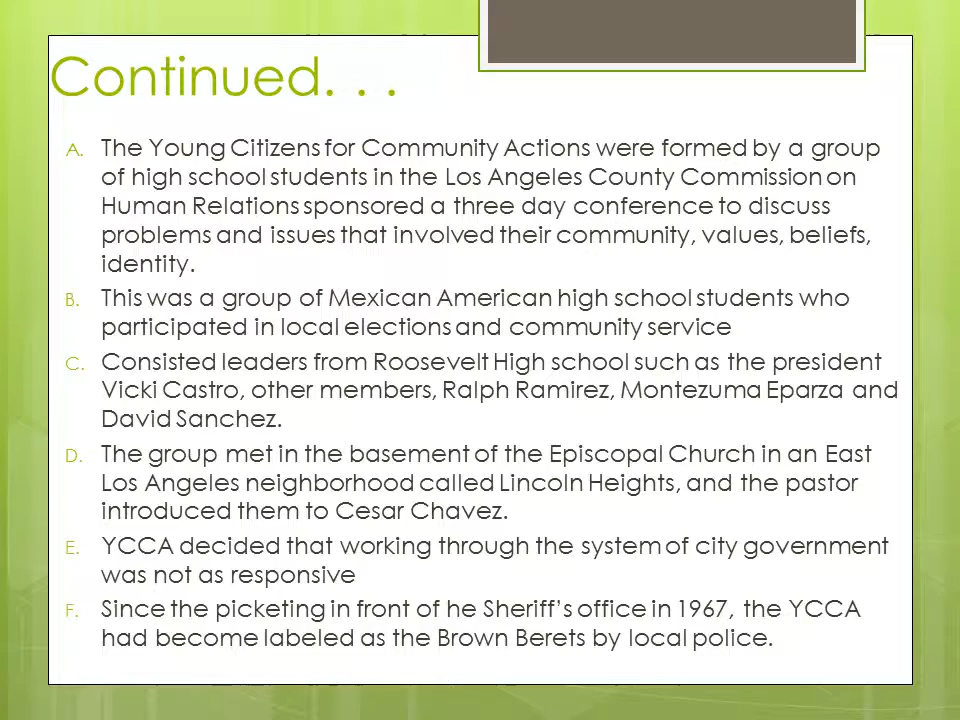 Continued. . .
A. The Young Citizens for Community Actions were formed by a group
of high school students in the Los Angeles County Commission on
Human Relations sponsored a three day conference to discuss
problems and issues that involved their community, values, beliefs,
identity.
B. This was a group of Mexican American high school students who
participated in local elections and community service
C. Consisted leaders from Roosevelt High school such as the president
Vicki Castro, other members, Ralph Ramirez, Montezuma Eparza and
David Sanchez.
D. The group met in the basement of the Episcopal Church in an East
Los Angeles neighborhood called Lincoln Heights, and the pastor
introduced them to Cesar Chavez.
E. YCCA decided that working through the system of city government
was not as responsive
F. Since the picketing in front of he Sheriff’s office in 1967, the YCCA
had become labeled as the Brown Berets by local police.